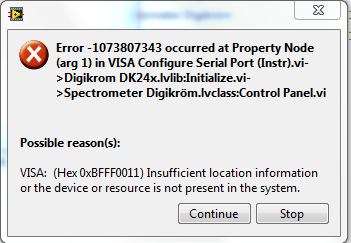 Error -1073807343 occurred at Property Node
(arg 1) in VISA Configure Serial Port (Instr).vi-
>Digikrom DK24x.lvlib:Initialize.vi-
>Spectrometer Digikröm.lvclass:Control Panel.vi
Possible reason(s):
VISA: (Hex 0xBFFF0011) Insufficient location information
or the device or resource is not present in the system.
Continue Stop